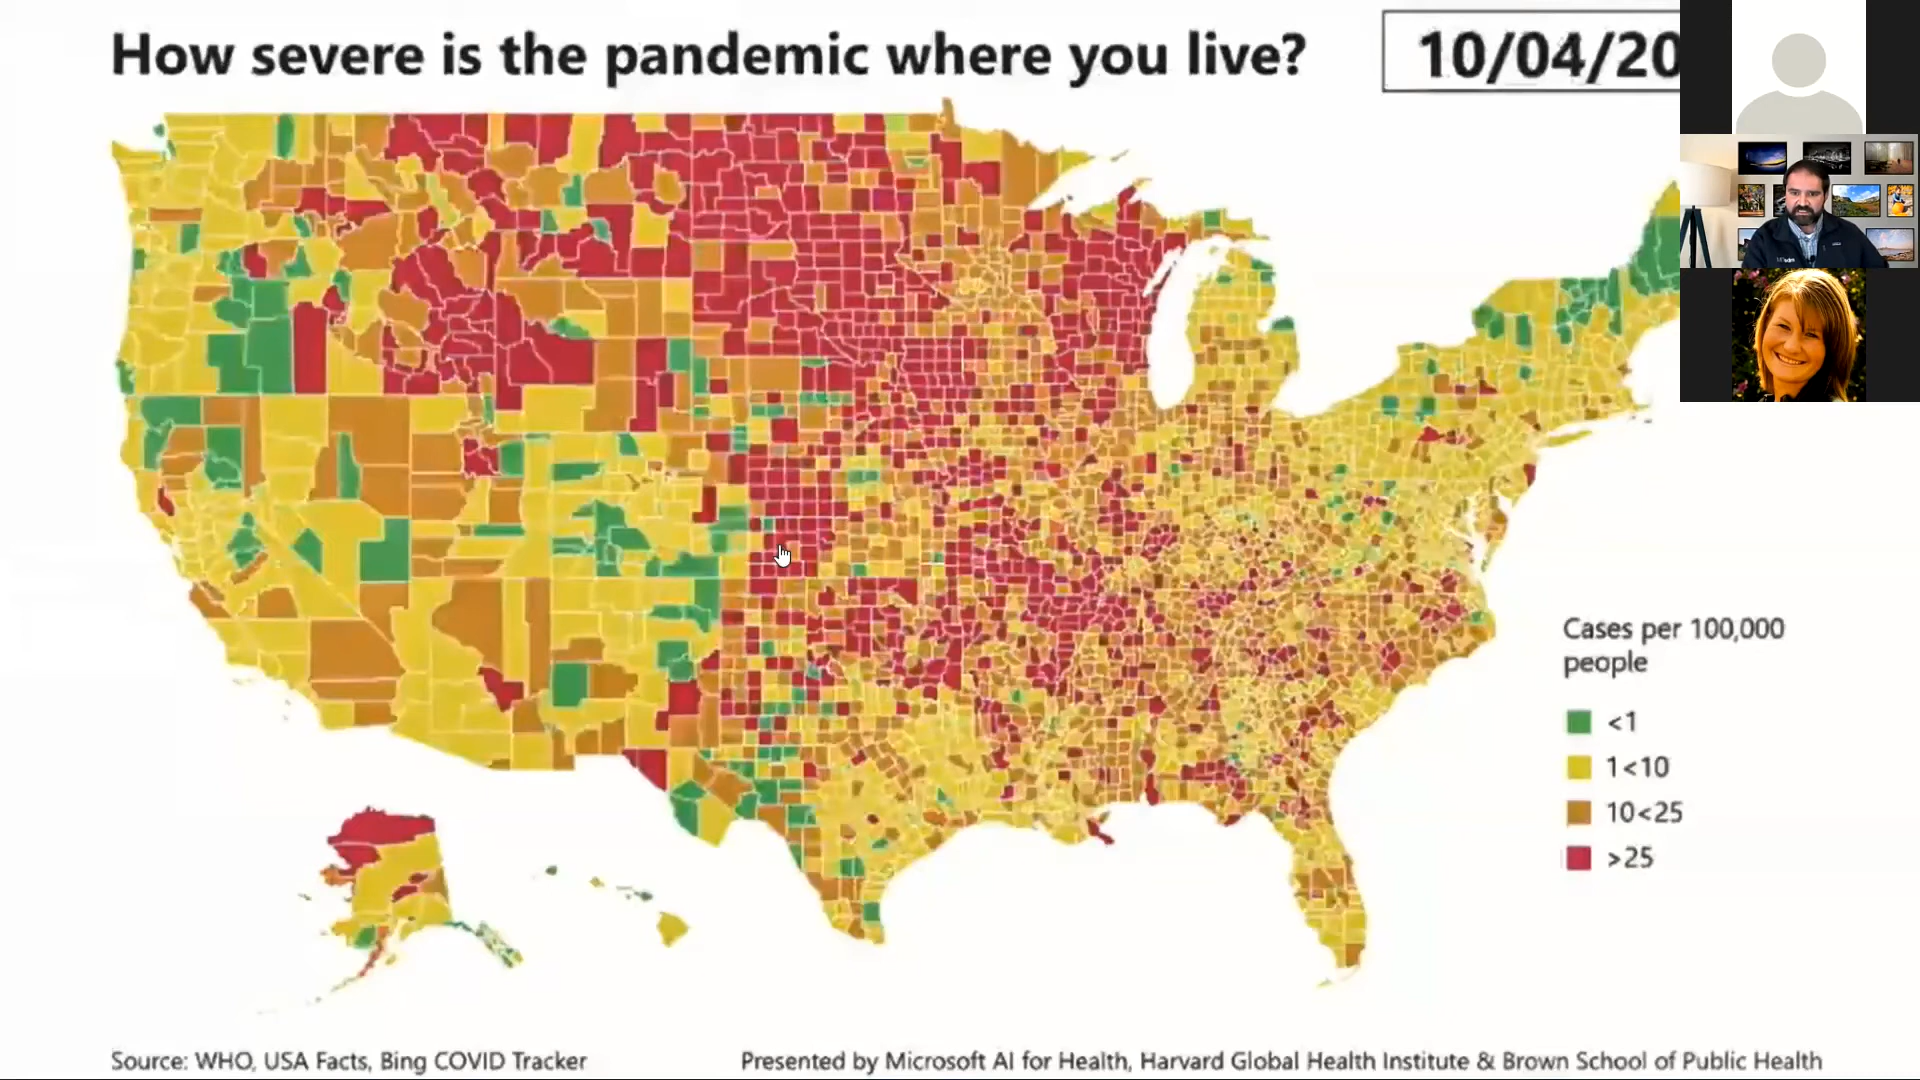 How severe is the pandemic where you live?
10/04/20
Cases per 100,000
people
<1
1<10
10<25
>25
Source: WHO, USA Facts, Bing COVID Tracker
Presented by Microsoft AI for Health, Harvard Global Health Institute & Brown School of Public Health